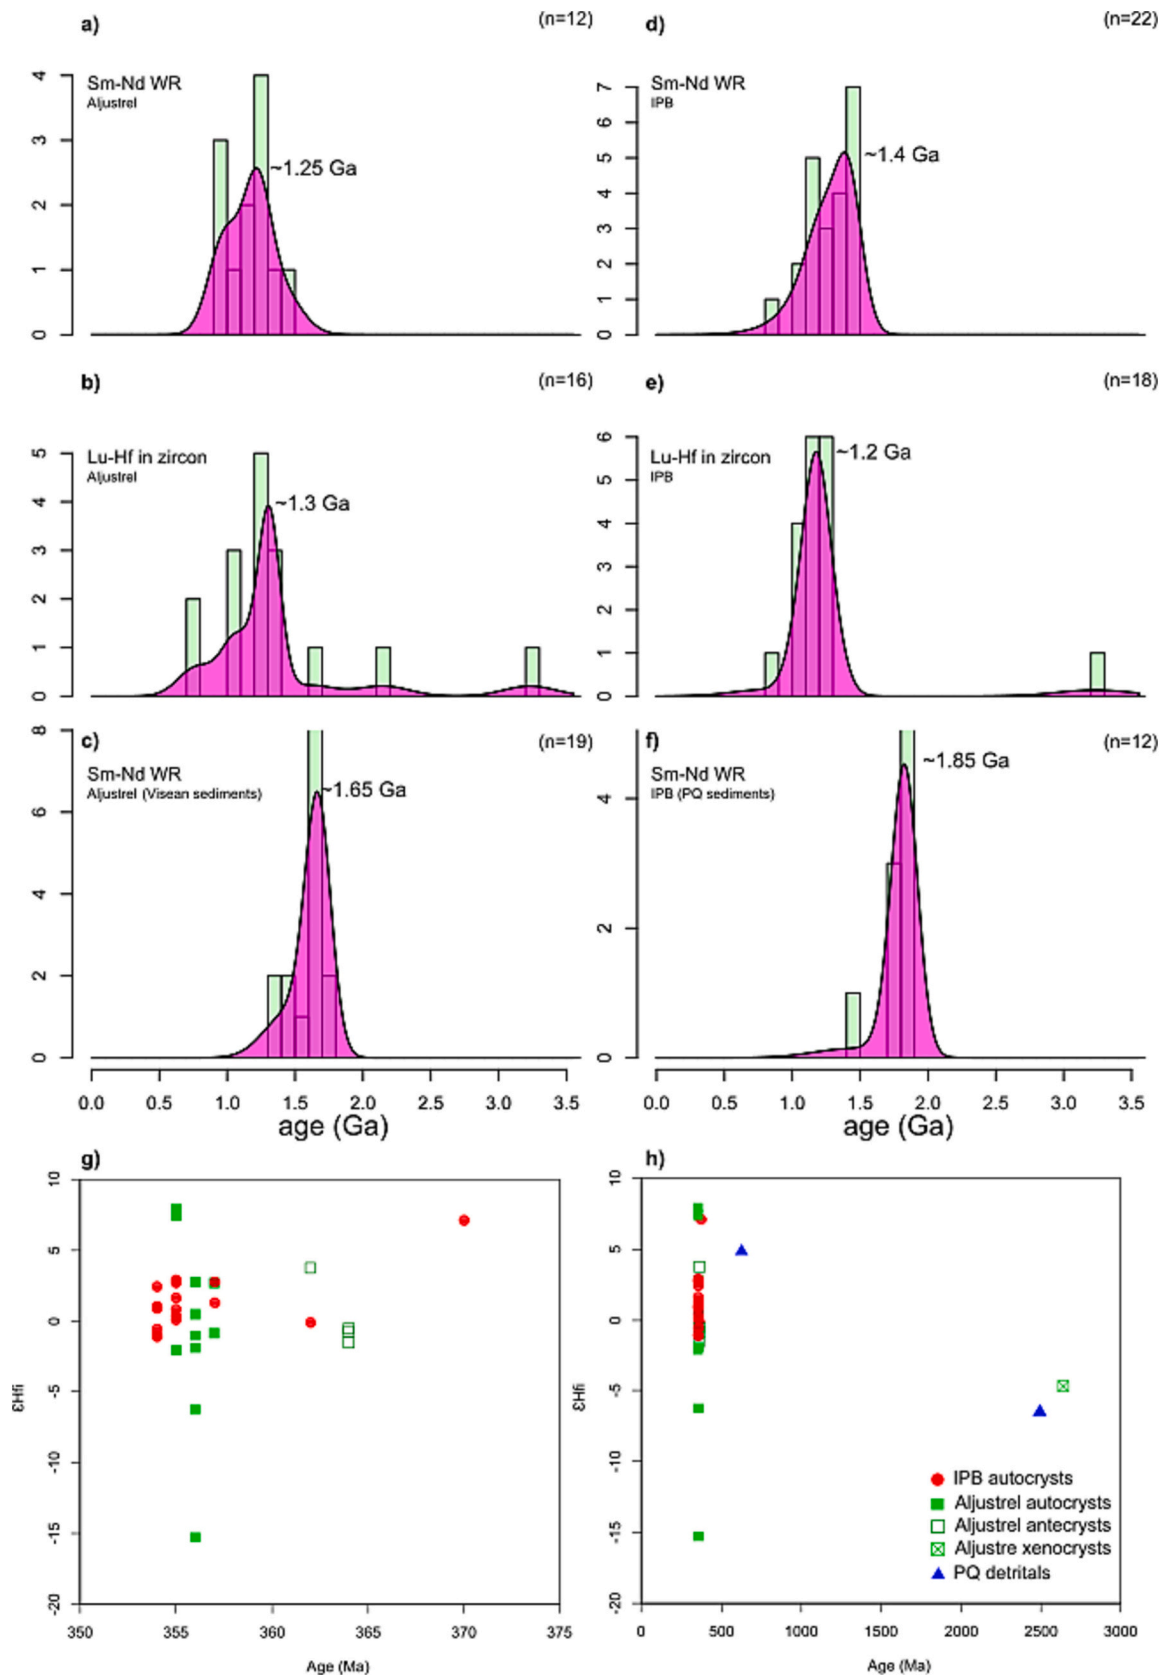 a) (n=12)
Sm-Nd WR
Aljustrel
~1.25 Ga
4
3
2
1
0
d) (n=22)
Sm-Nd WR
IPB
~1.4 Ga
7
6
5
4
3
2
1
0
b) (n=16)
Lu-Hf in zircon
Aljustrel
~1.3 Ga
5
4
3
2
1
0
e) (n=18)
Lu-Hf in zircon
IPB
~1.2 Ga
6
5
4
3
2
1
0
c) (n=19)
Sm-Nd WR
Aljustrel (Visean sediments)
~1.65 Ga
8
6
4
2
0
0.0 0.5 1.0 1.5 2.0 2.5 3.0 3.5
age (Ga)
f) (n=12)
Sm-Nd WR
IPB (PQ sediments)
~1.85 Ga
4
2
0
0.0 0.5 1.0 1.5 2.0 2.5 3.0 3.5
age (Ga)
g)
10
5
0
-5
-10
-15
-20
εHfi
350 355 360 365 370 375
Age (Ma)
h)
10
5
0
-5
-10
-15
-20
εHfi
IPB autocrysts
Aljustrel autocrysts
Aljustrel antecrysts
Aljustre xenocrysts
PQ detritals
0 500 1000 1500 2000 2500 3000
Age (Ma)